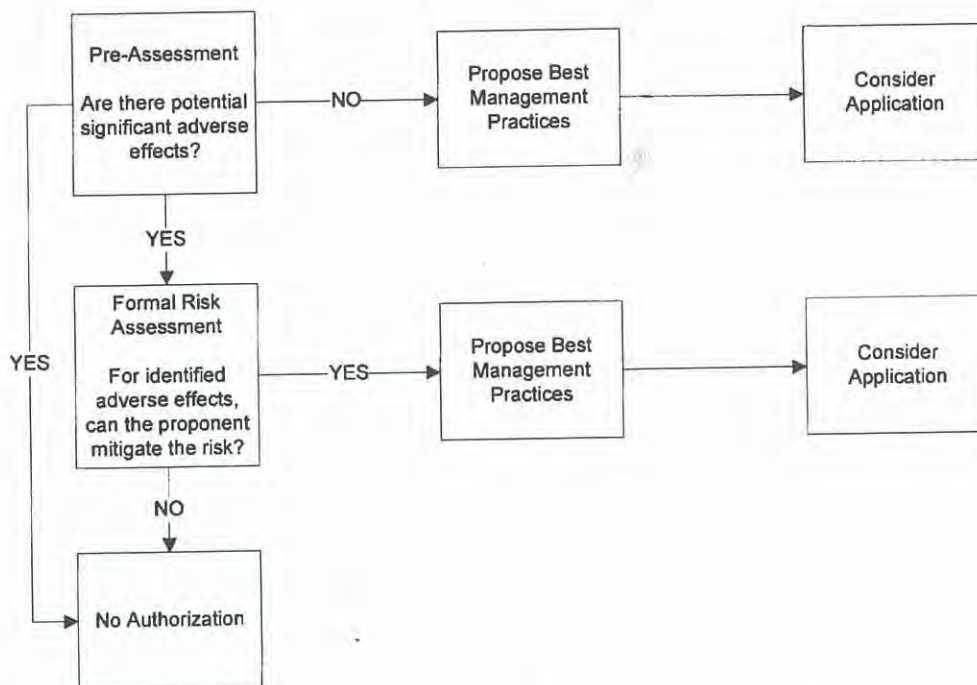 Pre-Assessment
Are there potential
significant adverse
effects?
NO
Propose Best
Management
Practices
Consider
Application
YES
YES
Formal Risk
Assessment
For identified
adverse effects,
can the proponent
mitigate the risk?
YES
Propose Best
Management
Practices
Consider
Application
NO
No Authorization